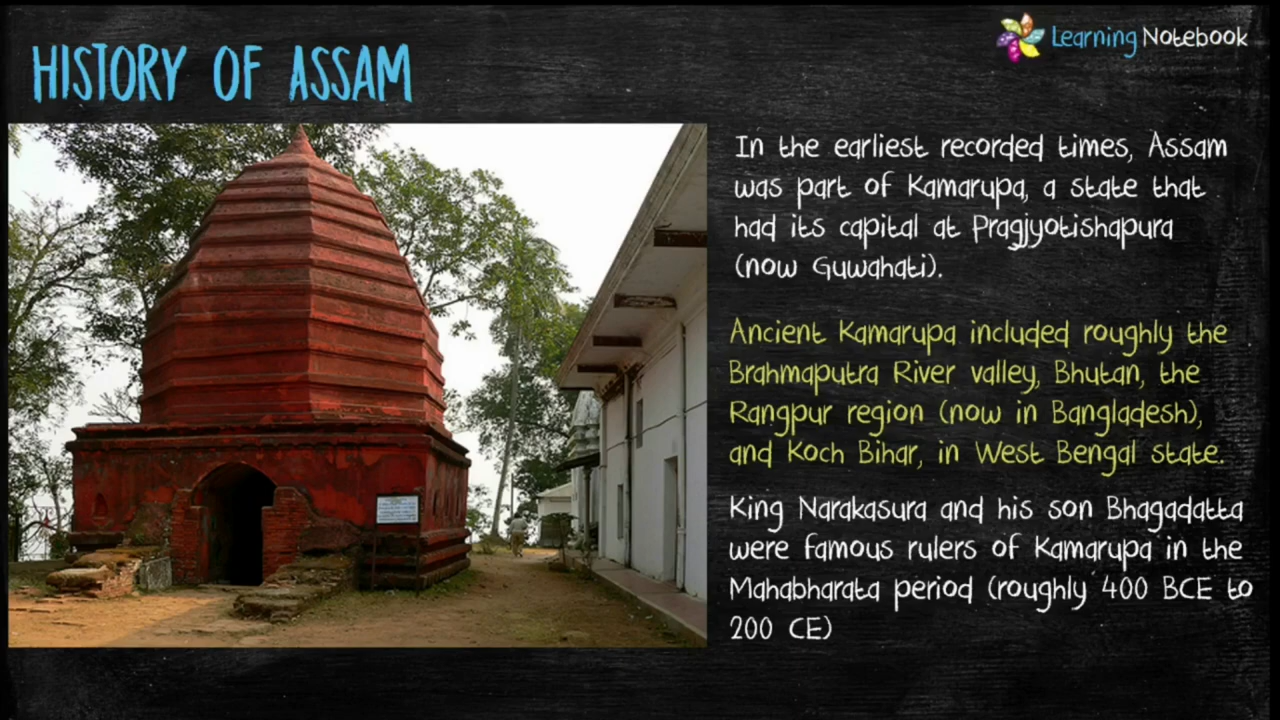 HISTORY OF ASSAM
Learning Notebook
In the earliest recorded times, Assam
was part of Kamarupa, a state that
had its capital at Pragjyotishapura
(now Guwahati).
Ancient Kamarupa included roughly the
Brahmaputra River valley, Bhutan, the
Rangpur region (now in Bangladesh),
and Koch Bihar, in West Bengal state.
King Narakasura and his son Bhagadatta
were famous rulers of Kamarupa in the
Mahabharata period (roughly 400 BCE to
200 CE)